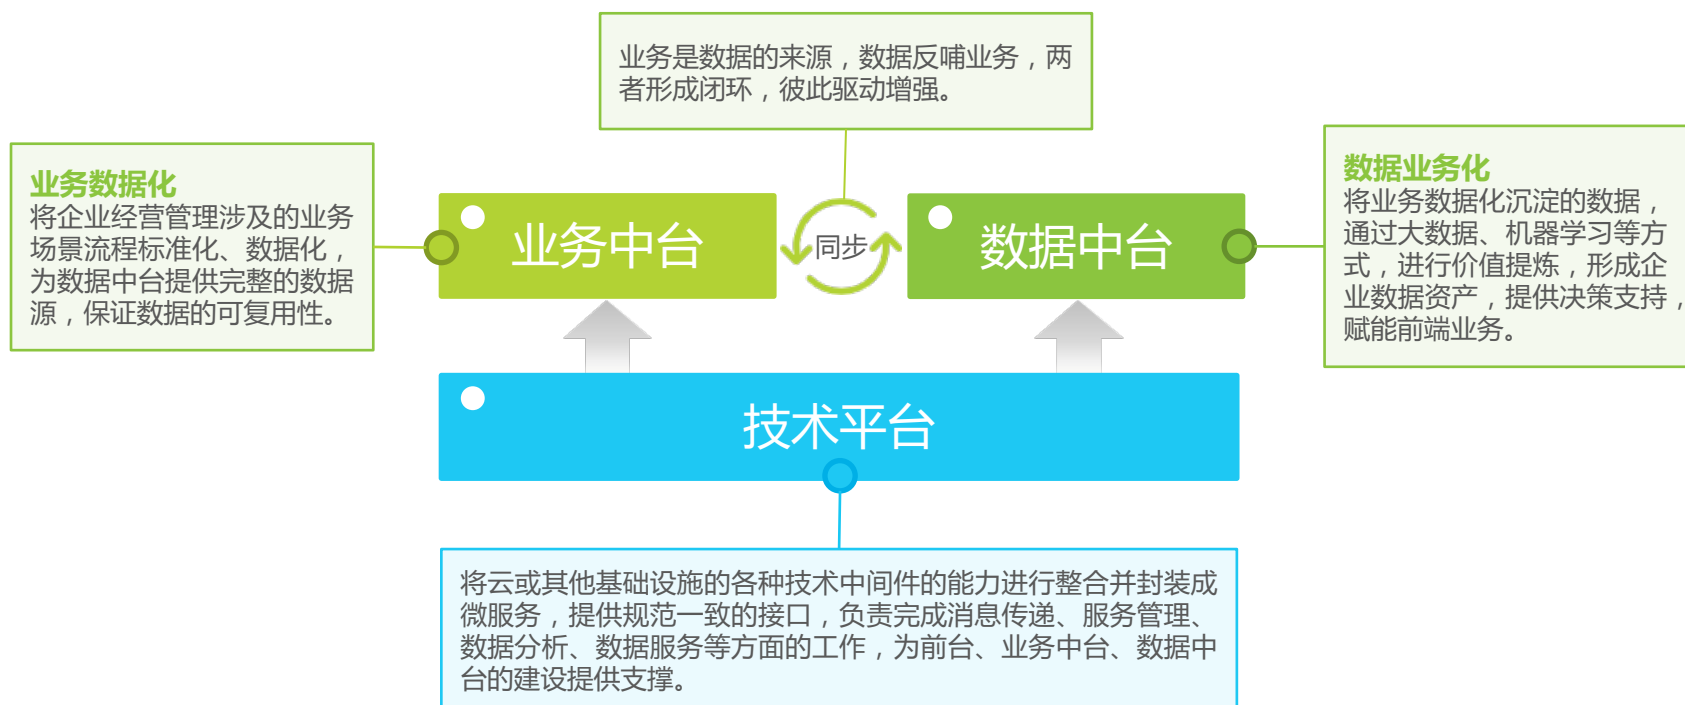 业务是数据的来源，数据反哺业务，两
者形成闭环，彼此驱动增强。
业务数据化
将企业经营管理涉及的业务
场景流程标准化、数据化，
为数据中台提供完整的数据
源，保证数据的可复用性。
业务中台
同步
数据中台
数据业务化
将业务数据化沉淀的数据，
通过大数据、机器学习等方
式，进行价值提炼，形成企
业数据资产，提供决策支持，
赋能前端业务。
技术平台
将云或其他基础设施的各种技术中间件的能力进行整合并封装成
微服务，提供规范一致的接口，负责完成消息传递、服务管理、
数据分析、数据服务等方面的工作，为前台、业务中台、数据中
台的建设提供支撑。